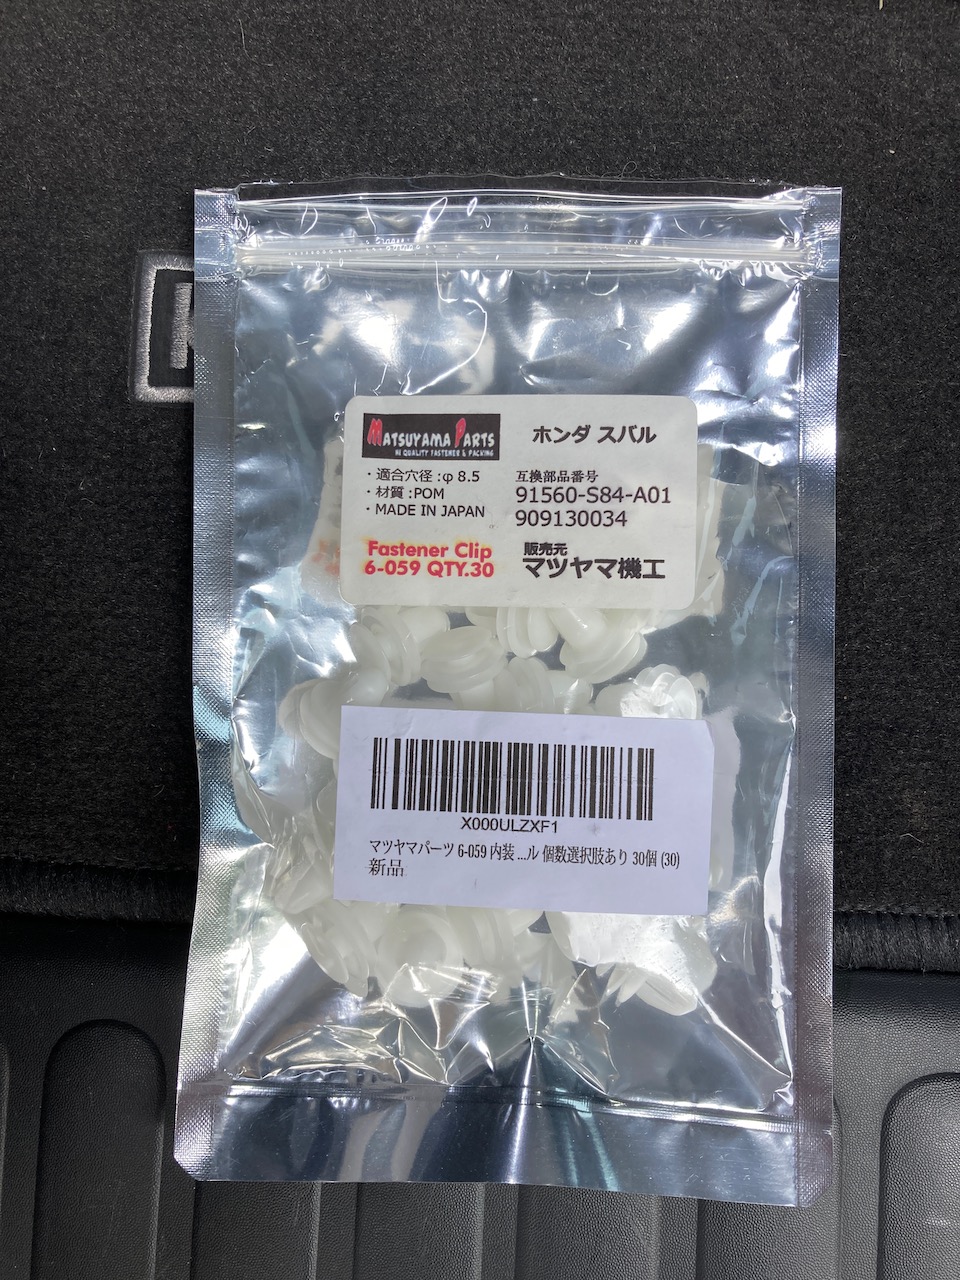 MATSUYAMA PARTS
HI QUALITY FASTENER & PACKING
ホンダ スバル
・適合穴径:φ 8.5
・材質:POM
・MADE IN JAPAN
互換部品番号
91560-S84-A01
909130034
Fastener Clip
6-059 QTY.30
販売元
マツヤマ機工
X000ULZXF1
マツヤマパーツ 6-059 内装 ...ル 個数選択肢あり 30個 (30)
新品